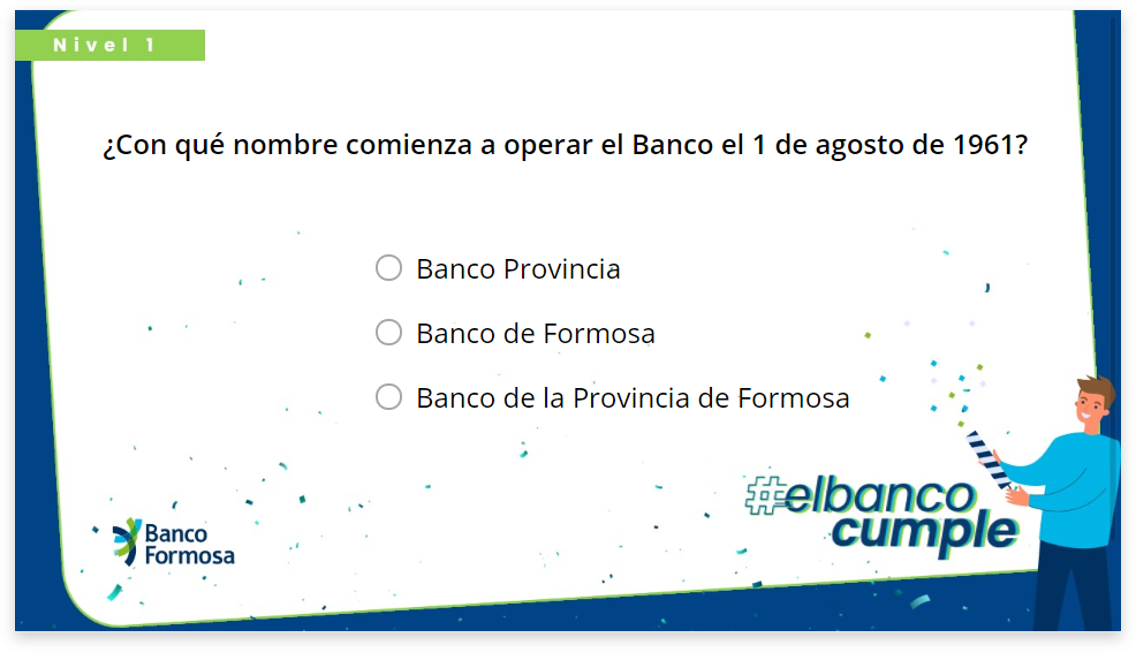 Nivel 1
¿Con qué nombre comienza a operar el Banco el 1 de agosto de 1961?
Banco Provincia
Banco de Formosa
Banco de la Provincia de Formosa
#elbanco
cumple
Banco
Formosa